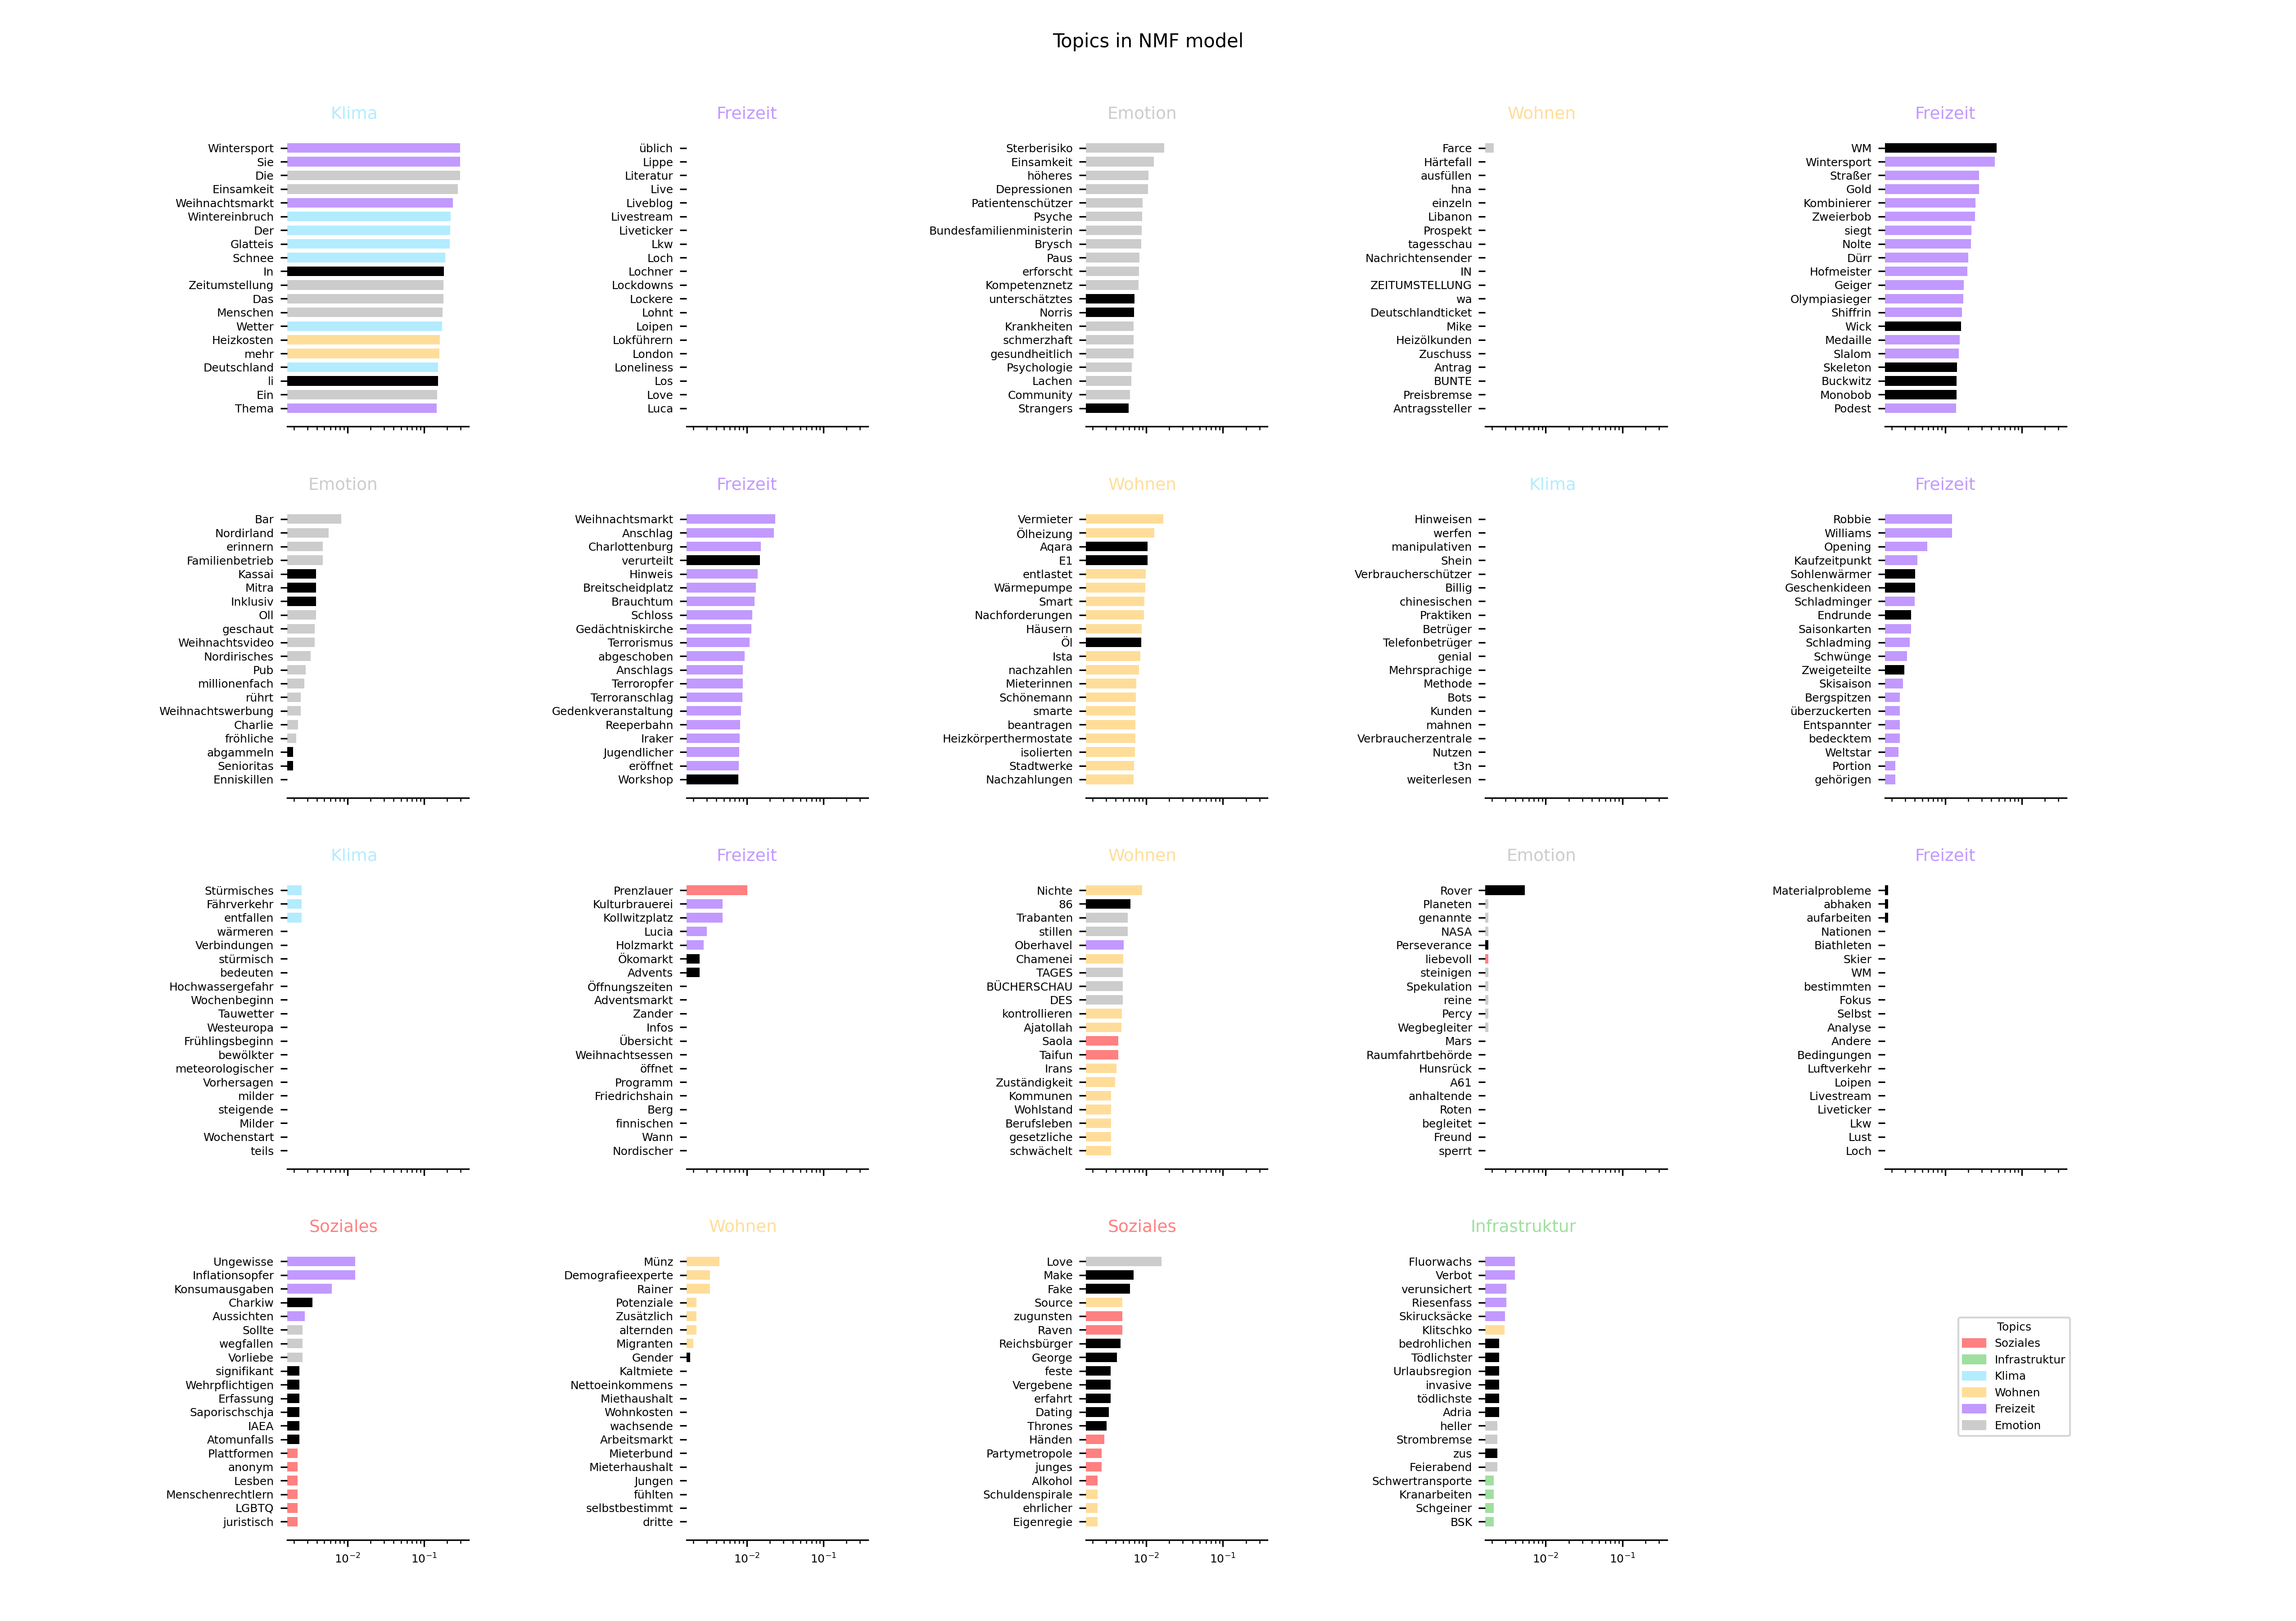 Topics in NMF model
Klima
Wintersport
Sie
Die
Einsamkeit
Weihnachtsmarkt
Wintereinbruch
Der
Glatteis
Schnee
In
Zeitumstellung
Das
Menschen
Wetter
Heizkosten
mehr
Deutschland
li
Ein
Thema
Freizeit
üblich
Lippe
Literatur
Live
Liveblog
Livestream
Liveticker
Lkw
Loch
Lochner
Lockdowns
Lockere
Lohnt
Loipen
Lokführern
London
Loneliness
Los
Love
Luca
Emotion
Sterberisiko
Einsamkeit
höheres
Depressionen
Patientenschützer
Psyche
Bundesfamilienministerin
Brysch
Paus
erforscht
Kompetenznetz
unterschätztes
Norris
Krankheiten
schmerzhaft
gesundheitlich
Psychologie
Lachen
Community
Strangers
Wohnen
Farce
Härtefall
ausfüllen
hna
einzeln
Libanon
Prospekt
tagesschau
Nachrichtensender
IN
ZEITUMSTELLUNG
wa
Deutschlandticket
Mike
Heizölkunden
Zuschuss
Antrag
BUNTE
Preisbremse
Antragssteller
Freizeit
WM
Wintersport
Straßer
Gold
Kombinierer
Zweierbob
siegt
Nolte
Dürr
Hofmeister
Geiger
Olympiasieger
Shiffrin
Wick
Medaille
Slalom
Skeleton
Buckwitz
Monobob
Podest
Emotion
Bar
Nordirland
erinnern
Familienbetrieb
Kassai
Mitra
Inklusiv
Oll
geschaut
Weihnachtsvideo
Nordirisches
Pub
millionenfach
rührt
Weihnachtswerbung
Charlie
fröhliche
abgammeln
Senioritas
Enniskillen
Freizeit
Weihnachtsmarkt
Anschlag
Charlottenburg
verurteilt
Hinweis
Breitscheidplatz
Brauchtum
Schloss
Gedächtniskirche
Terrorismus
abgeschoben
Anschlags
Terroropfer
Terroranschlag
Gedenkveranstaltung
Reeperbahn
Iraker
Jugendlicher
eröffnet
Workshop
Wohnen
Vermieter
Ölheizung
Aqara
E1
entlastet
Wärmepumpe
Smart
Nachforderungen
Häusern
Öl
Ista
nachzahlen
Mieterinnen
Schönemann
smarte
beantragen
Heizkörperthermostate
isolierten
Stadtwerke
Nachzahlungen
Klima
Hinweisen
werfen
manipulativen
Shein
Verbraucherschützer
Billig
chinesischen
Praktiken
Betrüger
Telefonbetrüger
genial
Mehrsprachige
Methode
Bots
Kunden
mahnen
Verbraucherzentrale
Nutzen
t3n
weiterlesen
Freizeit
Robbie
Williams
Opening
Kaufzeitpunkt
Sohlenwärmer
Geschenkideen
Schladminger
Endrunde
Saisonkarten
Schladming
Schwünge
Zweigeteilte
Skisaison
Bergspitzen
überzuckerten
Entspannter
bedecktem
Weltstar
Portion
gehörigen
Klima
Stürmisches
Fährverkehr
entfallen
wärmeren
Verbindungen
stürmisch
bedeuten
Hochwassergefahr
Wochenbeginn
Tauwetter
Westeuropa
Frühlingsbeginn
bewölkter
meteorologischer
Vorhersagen
milder
steigende
Milder
Wochenstart
teils
Freizeit
Prenzlauer
Kulturbrauerei
Kollwitzplatz
Lucia
Holzmarkt
Ökomarkt
Advents
Öffnungszeiten
Adventsmarkt
Zander
Infos
Übersicht
Weihnachtsessen
öffnet
Programm
Friedrichshain
Berg
finnischen
Wann
Nordischer
Wohnen
Nichte
86
Trabanten
stillen
Oberhavel
Chamenei
TAGES
BÜCHERSCHAU
DES
kontrollieren
Ajatollah
Saola
Taifun
Irans
Zuständigkeit
Kommunen
Wohlstand
Berufsleben
gesetzliche
schwächelt
Emotion
Rover
Planeten
genannte
NASA
Perseverance
liebevoll
steinigen
Spekulation
reine
Percy
Wegbegleiter
Mars
Raumfahrtbehörde
Hunsrück
A61
anhaltende
Roten
begleitet
Freund
sperrt
Freizeit
Materialprobleme
abhaken
aufarbeiten
Nationen
Biathleten
Skier
WM
bestimmten
Fokus
Selbst
Analyse
Andere
Bedingungen
Luftverkehr
Loipen
Livestream
Liveticker
Lkw
Lust
Loch
Soziales
Ungewisse
Inflationsopfer
Konsumausgaben
Charkiw
Aussichten
Sollte
wegfallen
Vorliebe
signifikant
Wehrpflichtigen
Erfassung
Saporischschja
IAEA
Atomunfalls
Plattformen
anonym
Lesben
Menschenrechtlern
LGBTQ
juristisch
10⁻² 10⁻¹
Wohnen
Münz
Demografieexperte
Rainer
Potenziale
Zusätzlich
alternden
Migranten
Gender
Kaltmiete
Nettoeinkommens
Miethaushalt
Wohnkosten
wachsende
Arbeitsmarkt
Mieterbund
Mieterhaushalt
Jungen
fühlten
selbstbestimmt
dritte
10⁻² 10⁻¹
Soziales
Love
Make
Fake
Source
zugunsten
Raven
Reichsbürger
George
feste
Vergebene
erfahrt
Dating
Thrones
Händen
Partymetropole
junges
Alkohol
Schuldenspirale
ehrlicher
Eigenregie
10⁻² 10⁻¹
Infrastruktur
Fluorwachs
Verbot
verunsichert
Riesenfass
Skirucksäcke
Klitschko
bedrohlichen
Tödlichster
Urlaubsregion
invasive
tödlichste
Adria
heller
Strombremse
zus
Feierabend
Schwertransporte
Kranarbeiten
Schgeiner
BSK
10⁻² 10⁻¹
Topics
Soziales
Infrastruktur
Klima
Wohnen
Freizeit
Emotion